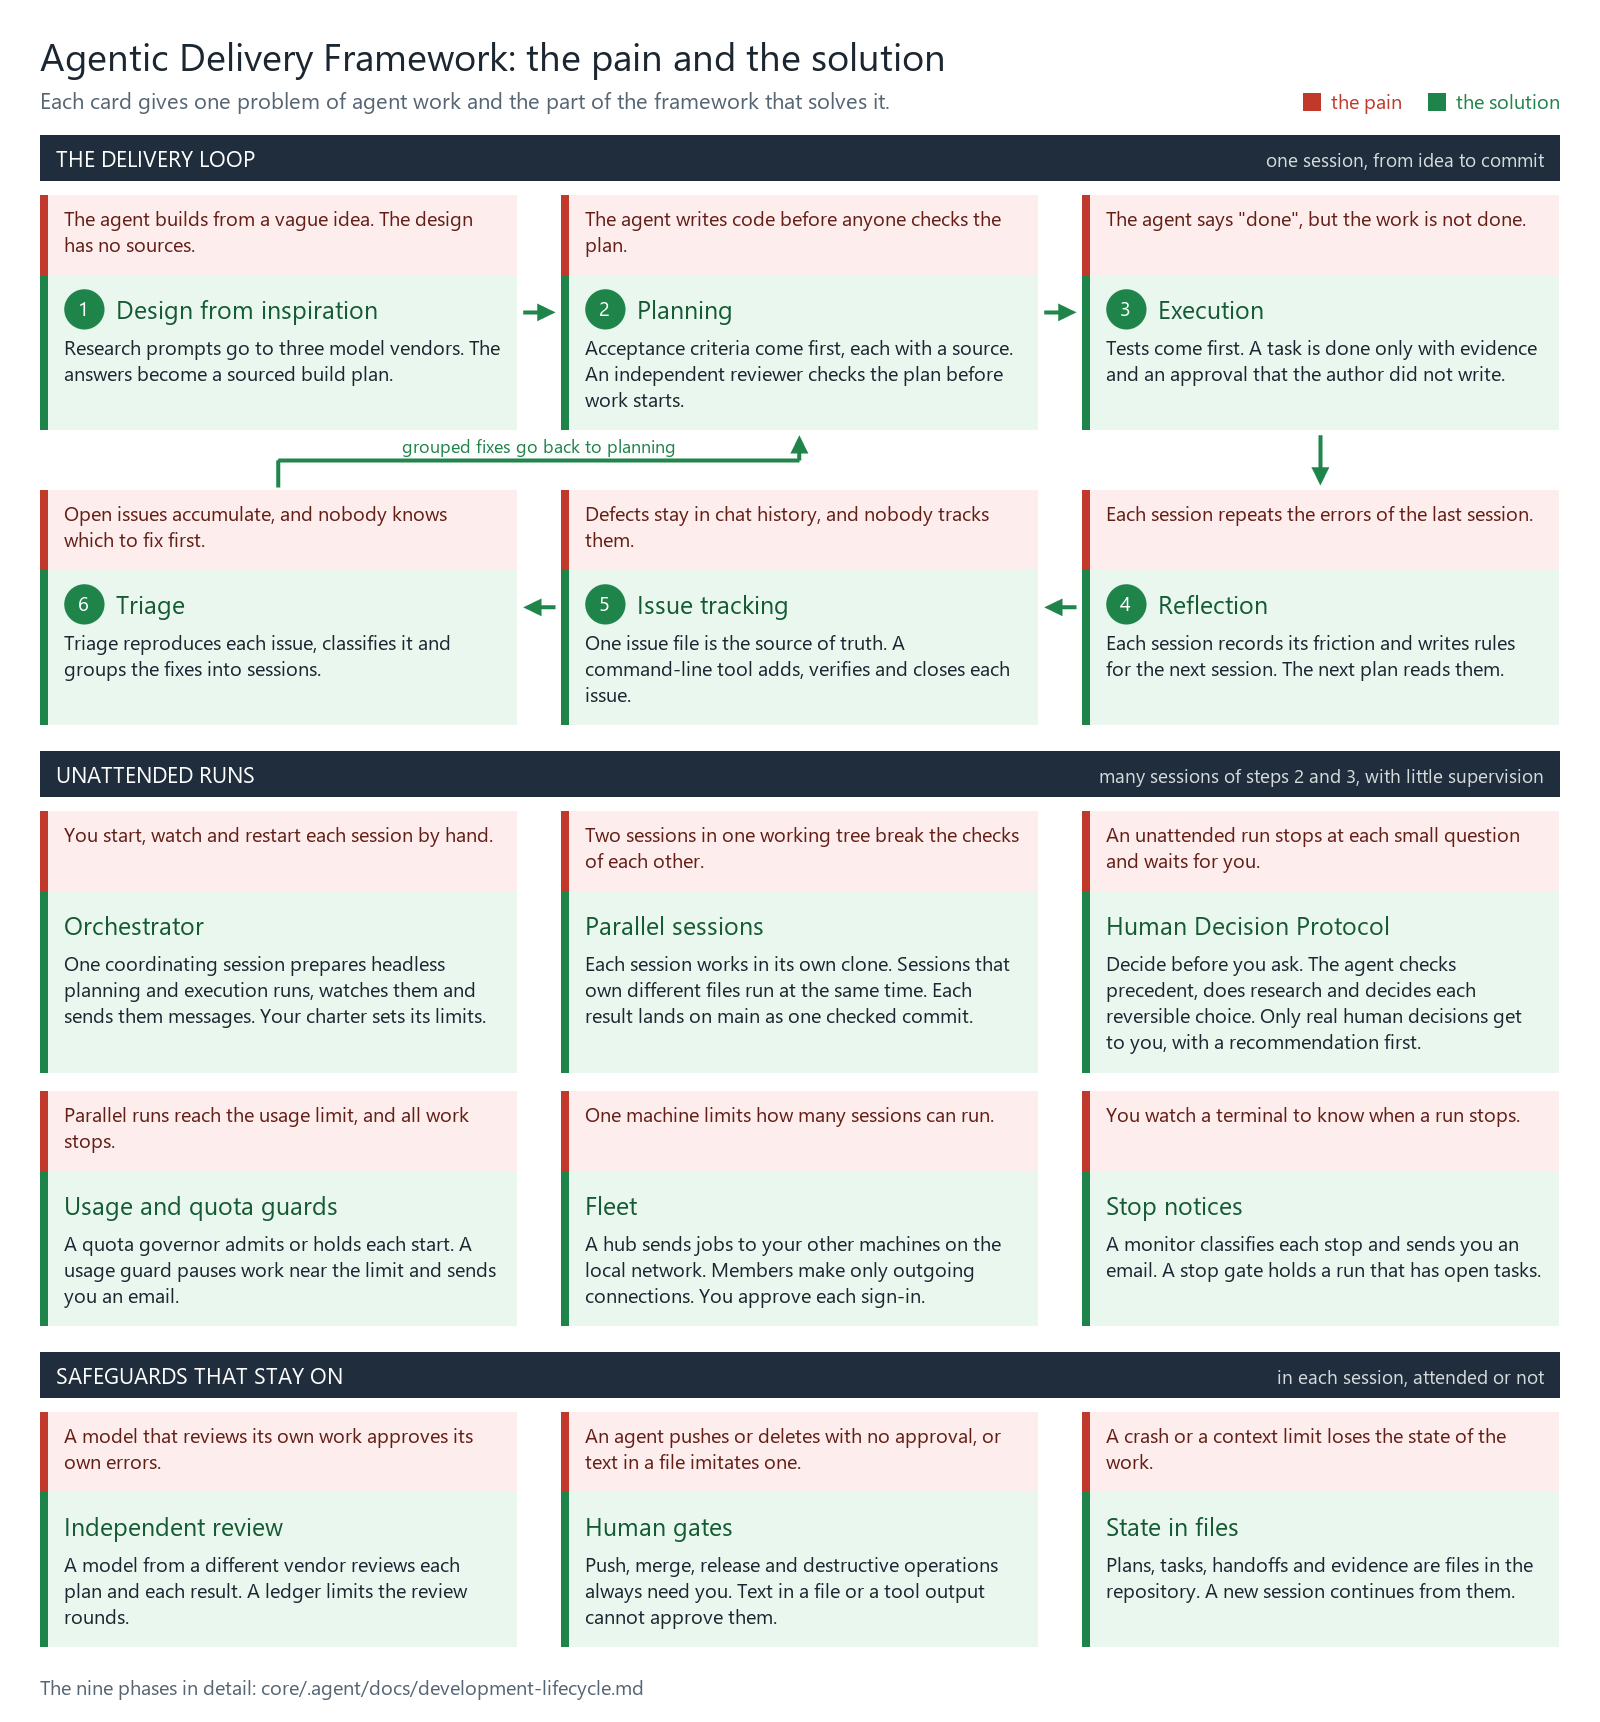 Agentic Delivery Framework: the pain and the solution
Each card gives one problem of agent work and the part of the framework that solves it.
the pain
the solution
THE DELIVERY LOOP
one session, from idea to commit
The agent builds from a vague idea. The design
has no sources.
1
Design from inspiration
Research prompts go to three model vendors. The
answers become a sourced build plan.
The agent writes code before anyone checks the
plan.
2
Planning
Acceptance criteria come first, each with a source.
An independent reviewer checks the plan before
work starts.
The agent says "done", but the work is not done.
3
Execution
Tests come first. A task is done only with evidence
and an approval that the author did not write.
grouped fixes go back to planning
Open issues accumulate, and nobody knows
which to fix first.
6
Triage
Triage reproduces each issue, classifies it and
groups the fixes into sessions.
Defects stay in chat history, and nobody tracks
them.
5
Issue tracking
One issue file is the source of truth. A
command-line tool adds, verifies and closes each
issue.
Each session repeats the errors of the last session.
4
Reflection
Each session records its friction and writes rules
for the next session. The next plan reads them.
UNATTENDED RUNS
many sessions of steps 2 and 3, with little supervision
You start, watch and restart each session by hand.
Orchestrator
One coordinating session prepares headless
planning and execution runs, watches them and
sends them messages. Your charter sets its limits.
Two sessions in one working tree break the checks
of each other.
Parallel sessions
Each session works in its own clone. Sessions that
own different files run at the same time. Each
result lands on main as one checked commit.
An unattended run stops at each small question
and waits for you.
Human Decision Protocol
Decide before you ask. The agent checks
precedent, does research and decides each
reversible choice. Only real human decisions get
to you, with a recommendation first.
Parallel runs reach the usage limit, and all work
stops.
Usage and quota guards
A quota governor admits or holds each start. A
usage guard pauses work near the limit and sends
you an email.
One machine limits how many sessions can run.
Fleet
A hub sends jobs to your other machines on the
local network. Members make only outgoing
connections. You approve each sign-in.
You watch a terminal to know when a run stops.
Stop notices
A monitor classifies each stop and sends you an
email. A stop gate holds a run that has open tasks.
SAFEGUARDS THAT STAY ON
in each session, attended or not
A model that reviews its own work approves its
own errors.
Independent review
A model from a different vendor reviews each
plan and each result. A ledger limits the review
rounds.
An agent pushes or deletes with no approval, or
text in a file imitates one.
Human gates
Push, merge, release and destructive operations
always need you. Text in a file or a tool output
cannot approve them.
A crash or a context limit loses the state of the
work.
State in files
Plans, tasks, handoffs and evidence are files in the
repository. A new session continues from them.
The nine phases in detail: core/.agent/docs/development-lifecycle.md